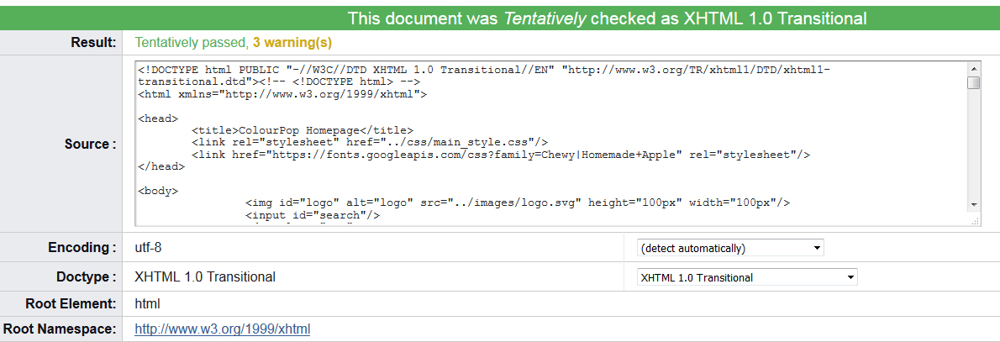 This document was Tentatively checked as XHTML 1.0 Transitional
Result: Tentatively passed, 3 warning(s)
<!DOCTYPE html PUBLIC "-//W3C//DTD XHTML 1.0 Transitional//EN" "http://www.w3.org/TR/xhtml1/DTD/xhtml1-
transitional.dtd"><!-- <!DOCTYPE html> -->
<html xmlns="http://www.w3.org/1999/xhtml">
<head>
<title>ColourPop Homepage</title>
Source : <link rel="stylesheet" href="../css/main_style.css"/>
<link href="https://fonts.googleapis.com/css?family=Chewy|Homemade+Apple" rel="stylesheet"/>
</head>
<body>
<img id="logo" alt="logo" src="../images/logo.svg" height="100px" width="100px"/>
<input id="search"/>
Encoding : utf-8 (detect automatically)
Doctype : XHTML 1.0 Transitional XHTML 1.0 Transitional
Root Element: html
Root Namespace: http://www.w3.org/1999/xhtml